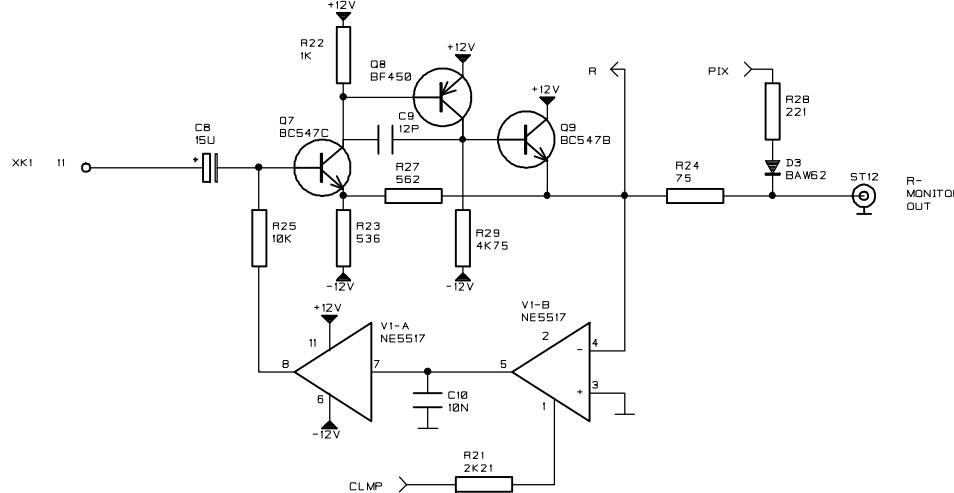 +12V
R22
1K
Q8
BF450
+12V
R
PIX
R28
221
+12V
C8
15U
+
Q7
BC547C
C9
12P
Q9
BC547B
XK1 11
R27
562
R24
75
D3
BAW62
ST12
R-
MONITOR
OUT
R25
10K
R23
536
R29
4K75
-12V
-12V
+12V
V1-A
NE5517
V1-B
NE5517
11
2
8
7
5
-
4
6
+
3
1
-12V
C10
10N
R21
2K21
CLMP